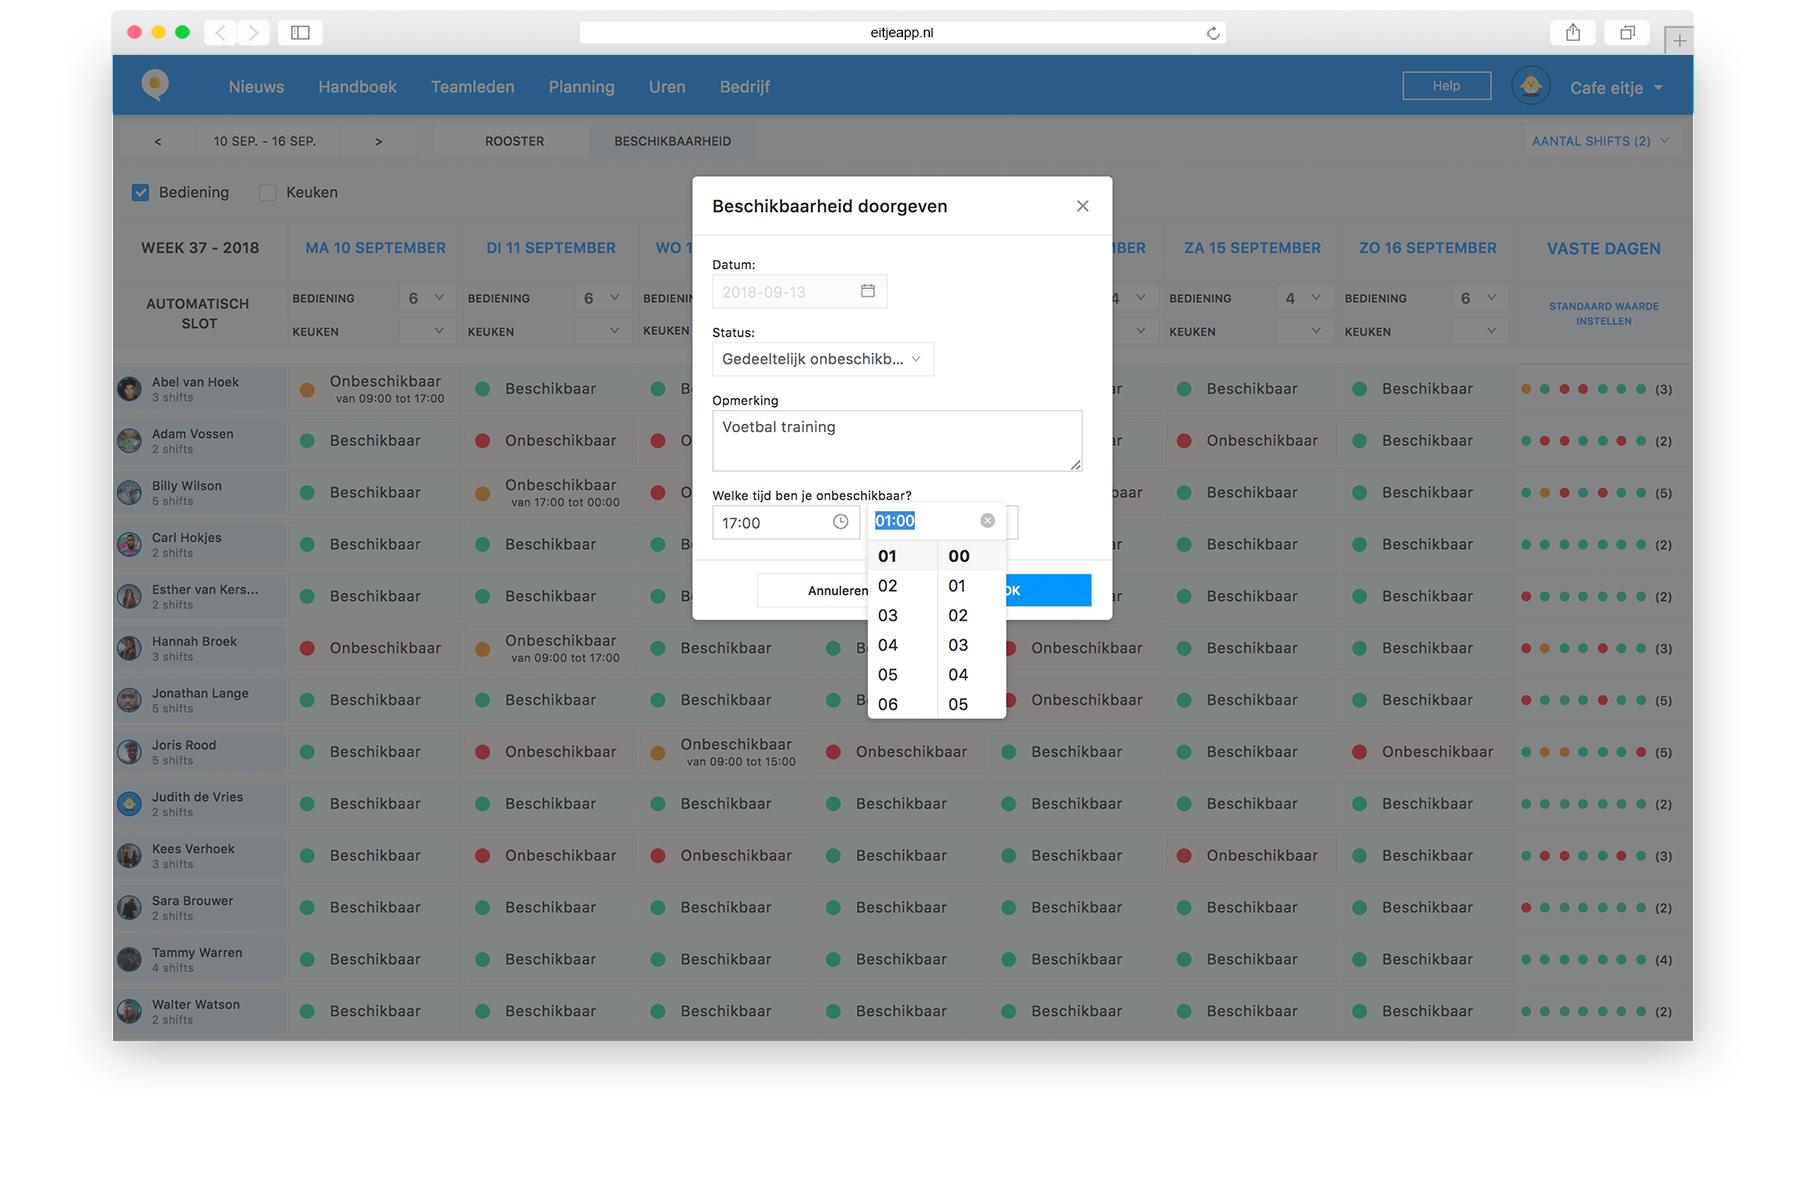 eitjeapp.nl
Nieuws Handboek Teamleden Planning Uren Bedrijf Help Cafe eitje
< 10 SEP. - 16 SEP. > ROOSTER BESCHIKBAARHEID AANTAL SHIFTS (2)
Bediening Keuken
WEEK 37 - 2018 MA 10 SEPTEMBER DI 11 SEPTEMBER WO 1 BER ZA 15 SEPTEMBER ZO 16 SEPTEMBER VASTE DAGEN
AUTOMATISCH SLOT
BEDIENING 6 BEDIENING 6 BEDIENIN 4 BEDIENING 4 BEDIENING 6
KEUKEN KEUKEN KEUKEN KEUKEN KEUKEN
STANDAARD WAARDE
INSTELLEN
Beschikbaarheid doorgeven
Datum:
2018-09-13
Status:
Gedeeltelijk onbeschikb...
Opmerking
Voetbal training
Welke tijd ben je onbeschikbaar?
17:00 01:00
Annuleren OK
01 00
02 01
03 02
04 03
05 04
06 05
Abel van Hoek
3 shifts
Onbeschikbaar
van 09:00 tot 17:00
Beschikbaar B ar Beschikbaar Beschikbaar (3)
Adam Vossen
2 shifts
Beschikbaar Onbeschikbaar O ar Onbeschikbaar Beschikbaar (2)
Billy Wilson
5 shifts
Beschikbaar
Onbeschikbaar
van 17:00 tot 00:00
O baar Beschikbaar Beschikbaar (5)
Carl Hokjes
2 shifts
Beschikbaar Beschikbaar B ar Beschikbaar Beschikbaar (2)
Esther van Kers...
2 shifts
Beschikbaar Beschikbaar B ar Beschikbaar Beschikbaar (2)
Hannah Broek
3 shifts
Onbeschikbaar
Onbeschikbaar
van 09:00 tot 17:00
Beschikbaar B Onbeschikbaar Beschikbaar Beschikbaar (3)
Jonathan Lange
5 shifts
Beschikbaar Beschikbaar Beschikbaar Be Onbeschikbaar Beschikbaar Beschikbaar (5)
Joris Rood
5 shifts
Beschikbaar Onbeschikbaar
Onbeschikbaar
van 09:00 tot 15:00
Onbeschikbaar Beschikbaar Beschikbaar Onbeschikbaar (5)
Judith de Vries
2 shifts
Beschikbaar Beschikbaar Beschikbaar Beschikbaar Beschikbaar Beschikbaar Beschikbaar (2)
Kees Verhoek
3 shifts
Beschikbaar Onbeschikbaar Onbeschikbaar Beschikbaar Beschikbaar Onbeschikbaar Beschikbaar (3)
Sara Brouwer
2 shifts
Beschikbaar Beschikbaar Beschikbaar Beschikbaar Beschikbaar Beschikbaar Beschikbaar (2)
Tammy Warren
4 shifts
Beschikbaar Beschikbaar Beschikbaar Beschikbaar Beschikbaar Beschikbaar Beschikbaar (4)
Walter Watson
2 shifts
Beschikbaar Beschikbaar Beschikbaar Beschikbaar Beschikbaar Beschikbaar Beschikbaar (2)